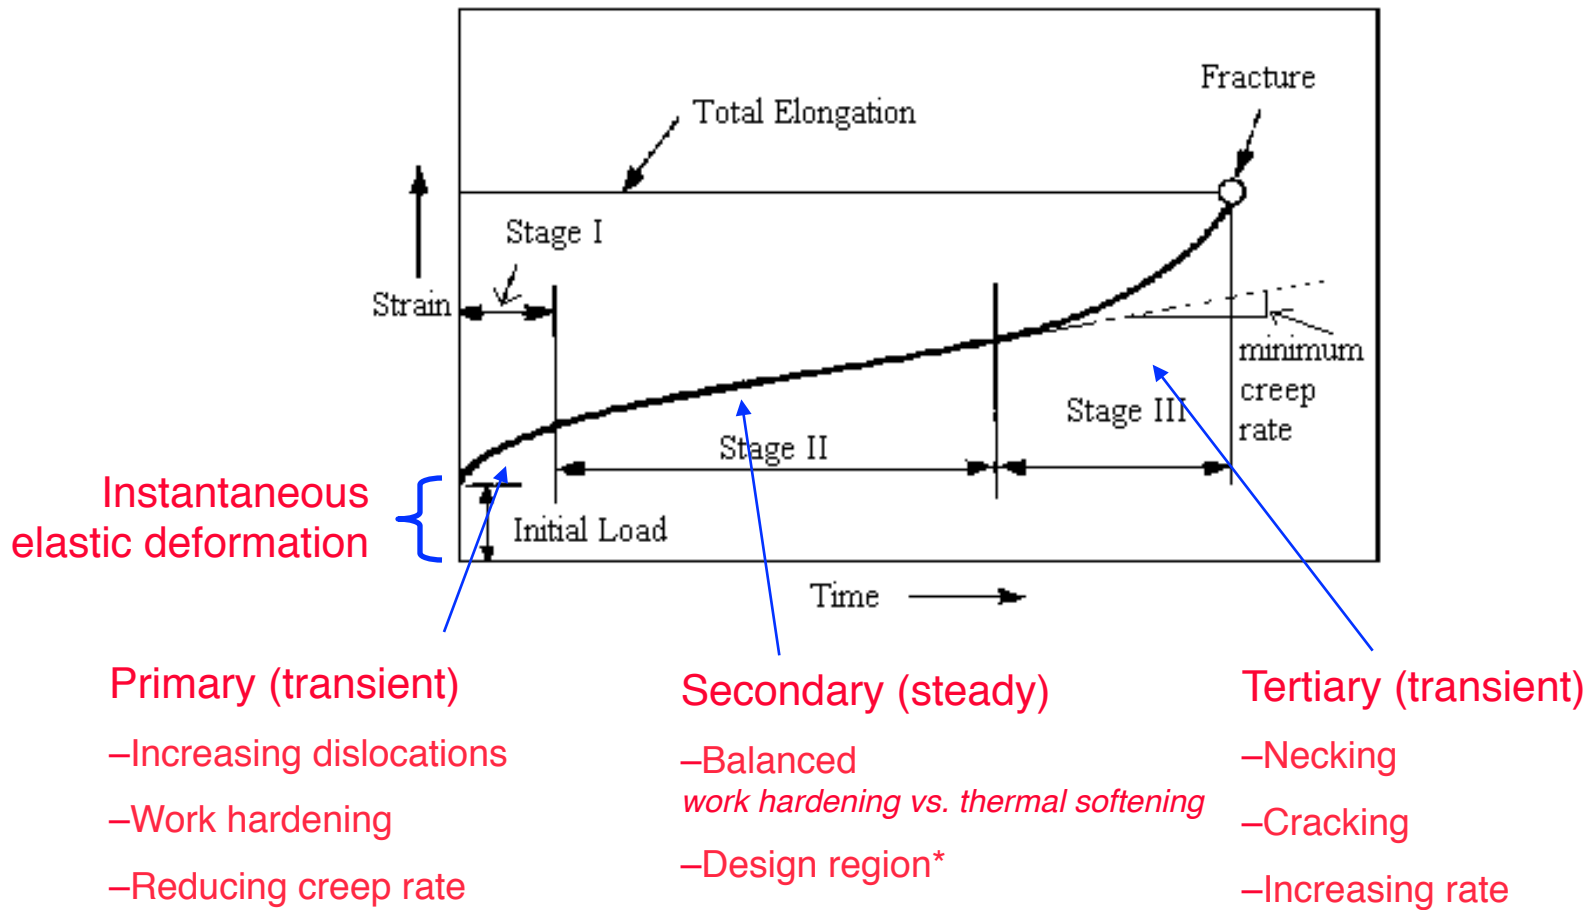 Fracture
Total Elongation
Stage I
Strain
minimum
creep
rate
Stage III
Stage II
Instantaneous
elastic deformation
Initial Load
Time
Primary (transient)
–Increasing dislocations
–Work hardening
–Reducing creep rate
Secondary (steady)
–Balanced
work hardening vs. thermal softening
–Design region*
Tertiary (transient)
–Necking
–Cracking
–Increasing rate